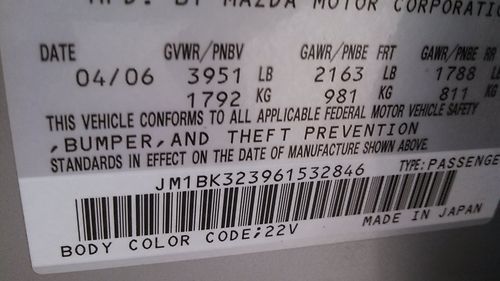 MFD. BY MAZDA MOTOR CORPORATIO
DATE GVWR/PNBV GAWR/PNBE FRT GAWR/PNBE RR
04/06 3951 LB 2163 LB 1788 LB
1792 KG 981 KG 811 KG
THIS VEHICLE CONFORMS TO ALL APPLICABLE FEDERAL MOTOR VEHICLE SAFETY
,BUMPER,AND THEFT PREVENTION
STANDARDS IN EFFECT ON THE DATE OF MANUFACTURE SHOWN ABOVE.
JM1BK323961532846 TYPE:PASSENGE
BODY COLOR CODE;22V MADE IN JAPAN